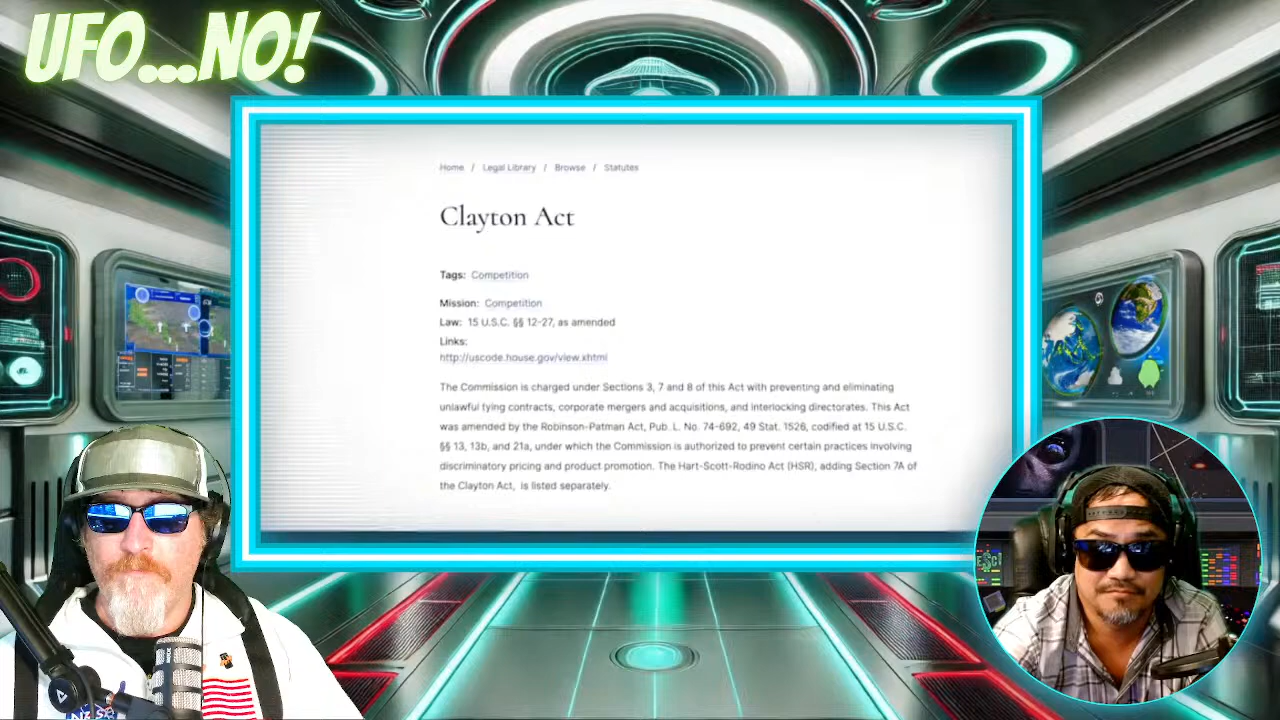 UFO...NO!
Home / Legal Library / Browse / Statutes
Clayton Act
Tags: Competition
Mission: Competition
Law: 15 U.S.C. §§ 12-27, as amended
Links:
http://uscode.house.gov/view.xhtml
The Commission is charged under Sections 3, 7 and 8 of this Act with preventing and eliminating
unlawful tying contracts, corporate mergers and acquisitions, and interlocking directorates. This Act
was amended by the Robinson-Patman Act, Pub. L. No. 74-692, 49 Stat. 1526, codified at 15 U.S.C.
§§ 13, 13b, and 21a, under which the Commission is authorized to prevent certain practices involving
discriminatory pricing and product promotion. The Hart-Scott-Rodino Act (HSR), adding Section 7A of
the Clayton Act, is listed separately.